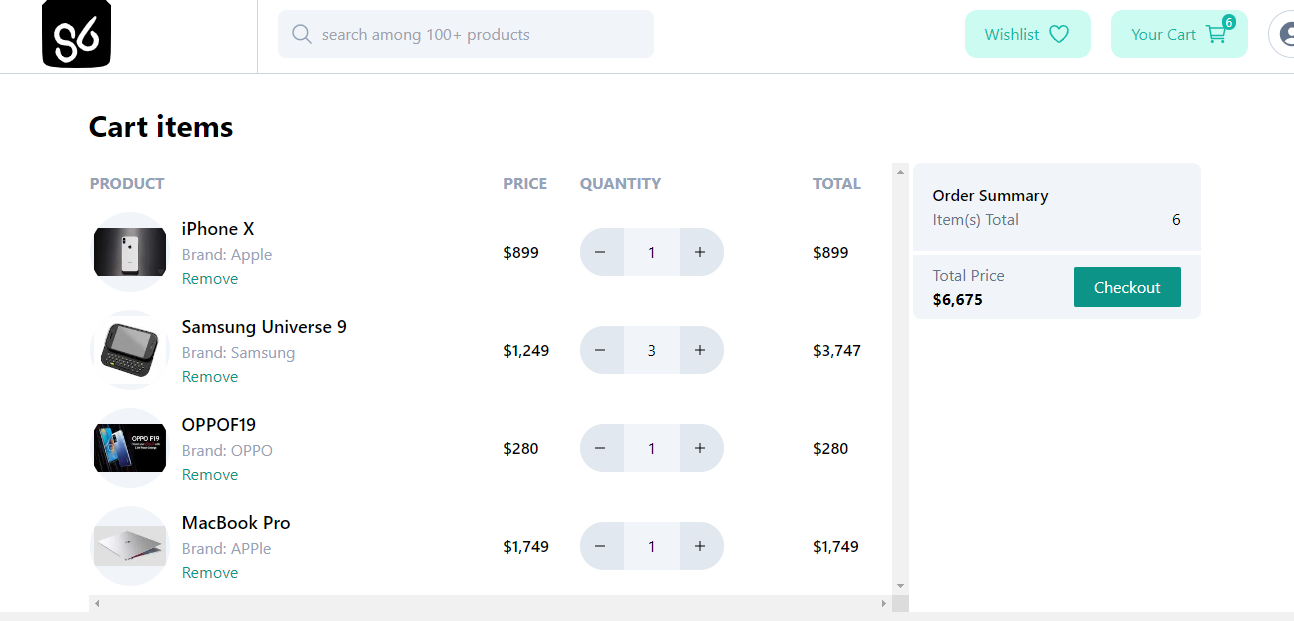 S6
search among 100+ products
Wishlist
Your Cart 6
Cart items
PRODUCT PRICE QUANTITY TOTAL
iPhone X
Brand: Apple
Remove
$899 − 1 + $899
Samsung Universe 9
Brand: Samsung
Remove
$1,249 − 3 + $3,747
OPPO F19
OPPOF19
Brand: OPPO
Remove
$280 − 1 + $280
MacBook Pro
Brand: APPle
Remove
$1,749 − 1 + $1,749
Order Summary
Item(s) Total 6
Total Price
$6,675
Checkout